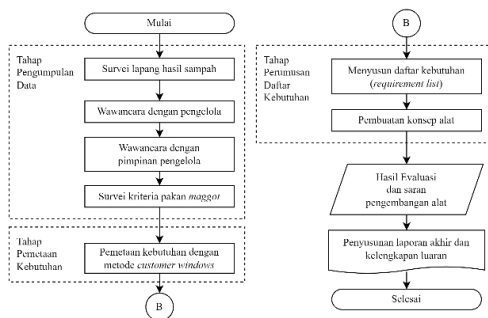 Mulai
Tahap
Pengumpulan
Data
Survei lapang hasil sampah
Wawancara dengan pengelola
Wawancara dengan
pimpinan pengelola
Survei kriteria pakan maggot
Tahap
Pemetaan
Kebutuhan
Pemetaan kebutuhan dengan
metode customer windows
B
B
Tahap
Perumusan
Daftar
Kebutuhan
Menyusun daftar kebutuhan
(requirement list)
Pembuatan konsep alat
Hasil Evaluasi
dan saran
pengembangan alat
Penyusunan laporan akhir dan
kelengkapan luaran
Selesai